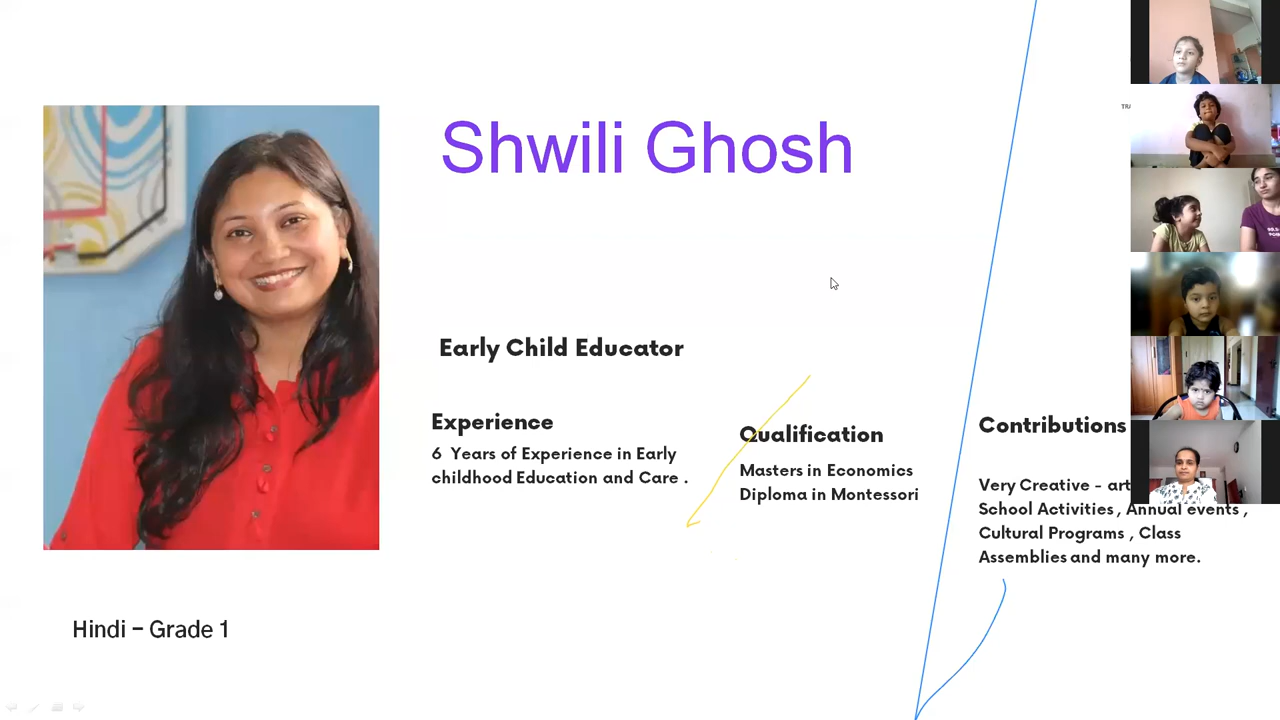 Shwili Ghosh
Early Child Educator
Experience
6 Years of Experience in Early
childhood Education and Care .
Qualification
Masters in Economics
Diploma in Montessori
Contributions
Very Creative - art
School Activities , Annual events ,
Cultural Programs , Class
Assemblies and many more.
Hindi – Grade 1